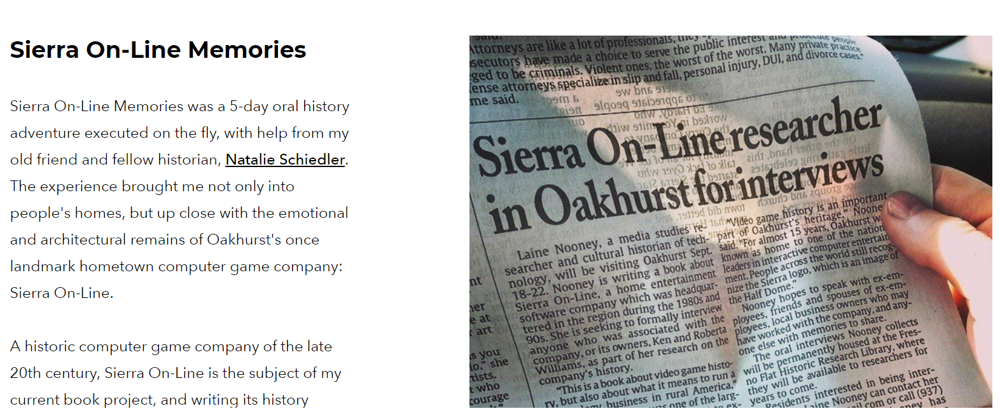 Sierra On-Line Memories
Sierra On-Line Memories was a 5-day oral history
adventure executed on the fly, with help from my
old friend and fellow historian, Natalie Schiedler.
The experience brought me not only into
people's homes, but up close with the emotional
and architectural remains of Oakhurst's once
landmark hometown computer game company:
Sierra On-Line.
A historic computer game company of the late
20th century, Sierra On-Line is the subject of my
current book project, and writing its history
said.
Attorneys are like a lot of professionals, they
secutors have made a choice to serve the public interest and prosecute people
ged to be criminals. Violent ones, the worst of the worst. Many private practice
ense attorneys specialize in slip and fall, personal injury, DUI, and divorce cases."
me said.
Sierra On-Line researcher
in Oakhurst for interviews
Laine Nooney, a media studies re-
searcher and cultural historian of tech-
nology, will be visiting Oakhurst Sept.
18-22. Nooney is writing a book about
Sierra On-Line, a home entertainment
software company which was headquar-
tered in the region during the 1980s and
90s. She is seeking to formally interview
anyone who was associated with the
company, or its owners, Ken and Roberta
Williams, as part of her research on the
company's history.
"This is a book about video game histo-
ry, but also about what it means to run a
business in rural America,"
one of the larg-
to ex-
"Video game history is an important
part of Oakhurst's heritage." Noone
said. "For almost 15 years, Oakhurst w
known as home to one of the nation
leaders in interactive computer entertain
ment. People across the world still recog-
nize the Sierra logo, which is an image of
the Half Dome."
Nooney hopes to speak with ex-em-
ployees, friends and spouses of ex-em-
ployees, local business owners who may
have worked with the company, and any-
one else with memories to share.
The oral interviews Nooney collects
will be permanently housed at the Fres-
no Flat Historic Research Library, where
they will be available to researchers for
years to come.
Residents interested in being inter-
aine Nooney can contact her
ail.com or call (937)
ney has
nt
her
e at
r art
s you
lo," she
tists.
t who
courage